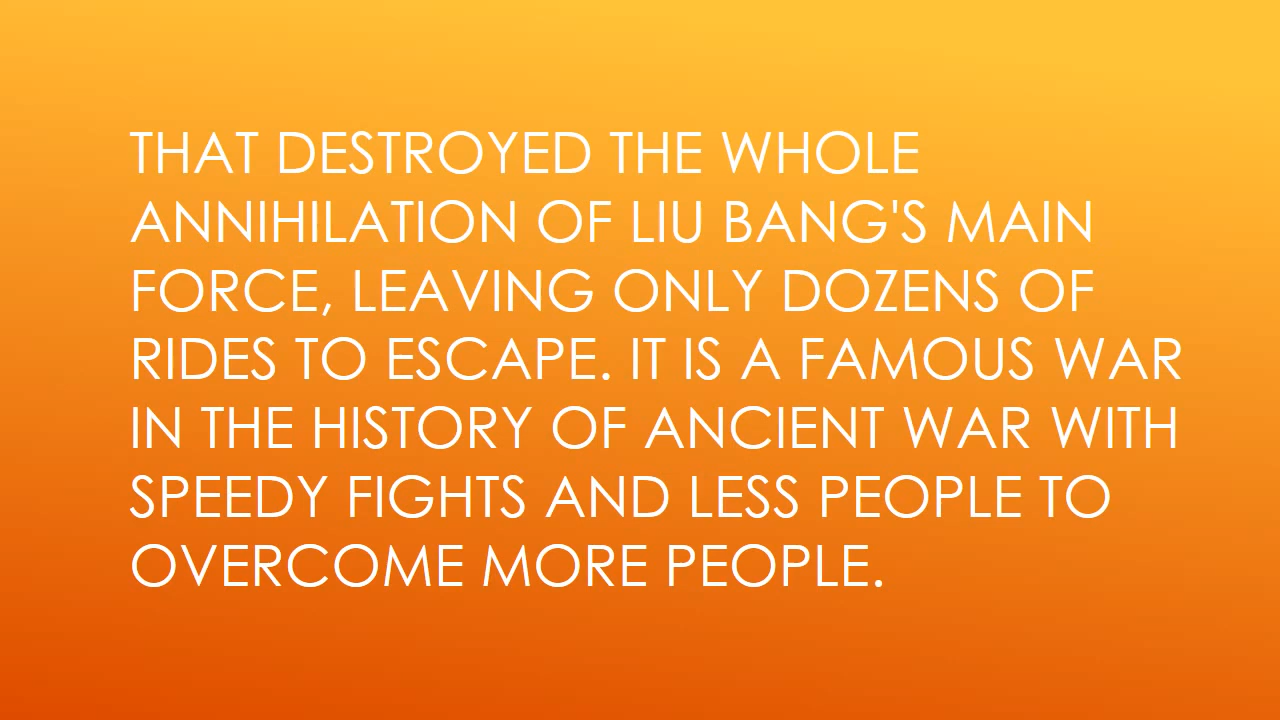 THAT DESTROYED THE WHOLE
ANNIHILATION OF LIU BANG'S MAIN
FORCE, LEAVING ONLY DOZENS OF
RIDES TO ESCAPE. IT IS A FAMOUS WAR
IN THE HISTORY OF ANCIENT WAR WITH
SPEEDY FIGHTS AND LESS PEOPLE TO
OVERCOME MORE PEOPLE.